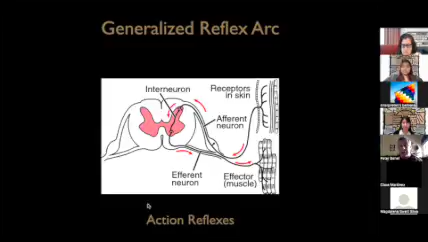 Generalized Reflex Arc
Interneuron
Receptors
in skin
Afferent
neuron
Efferent
neuron
Effector
(muscle)
Action Reflexes